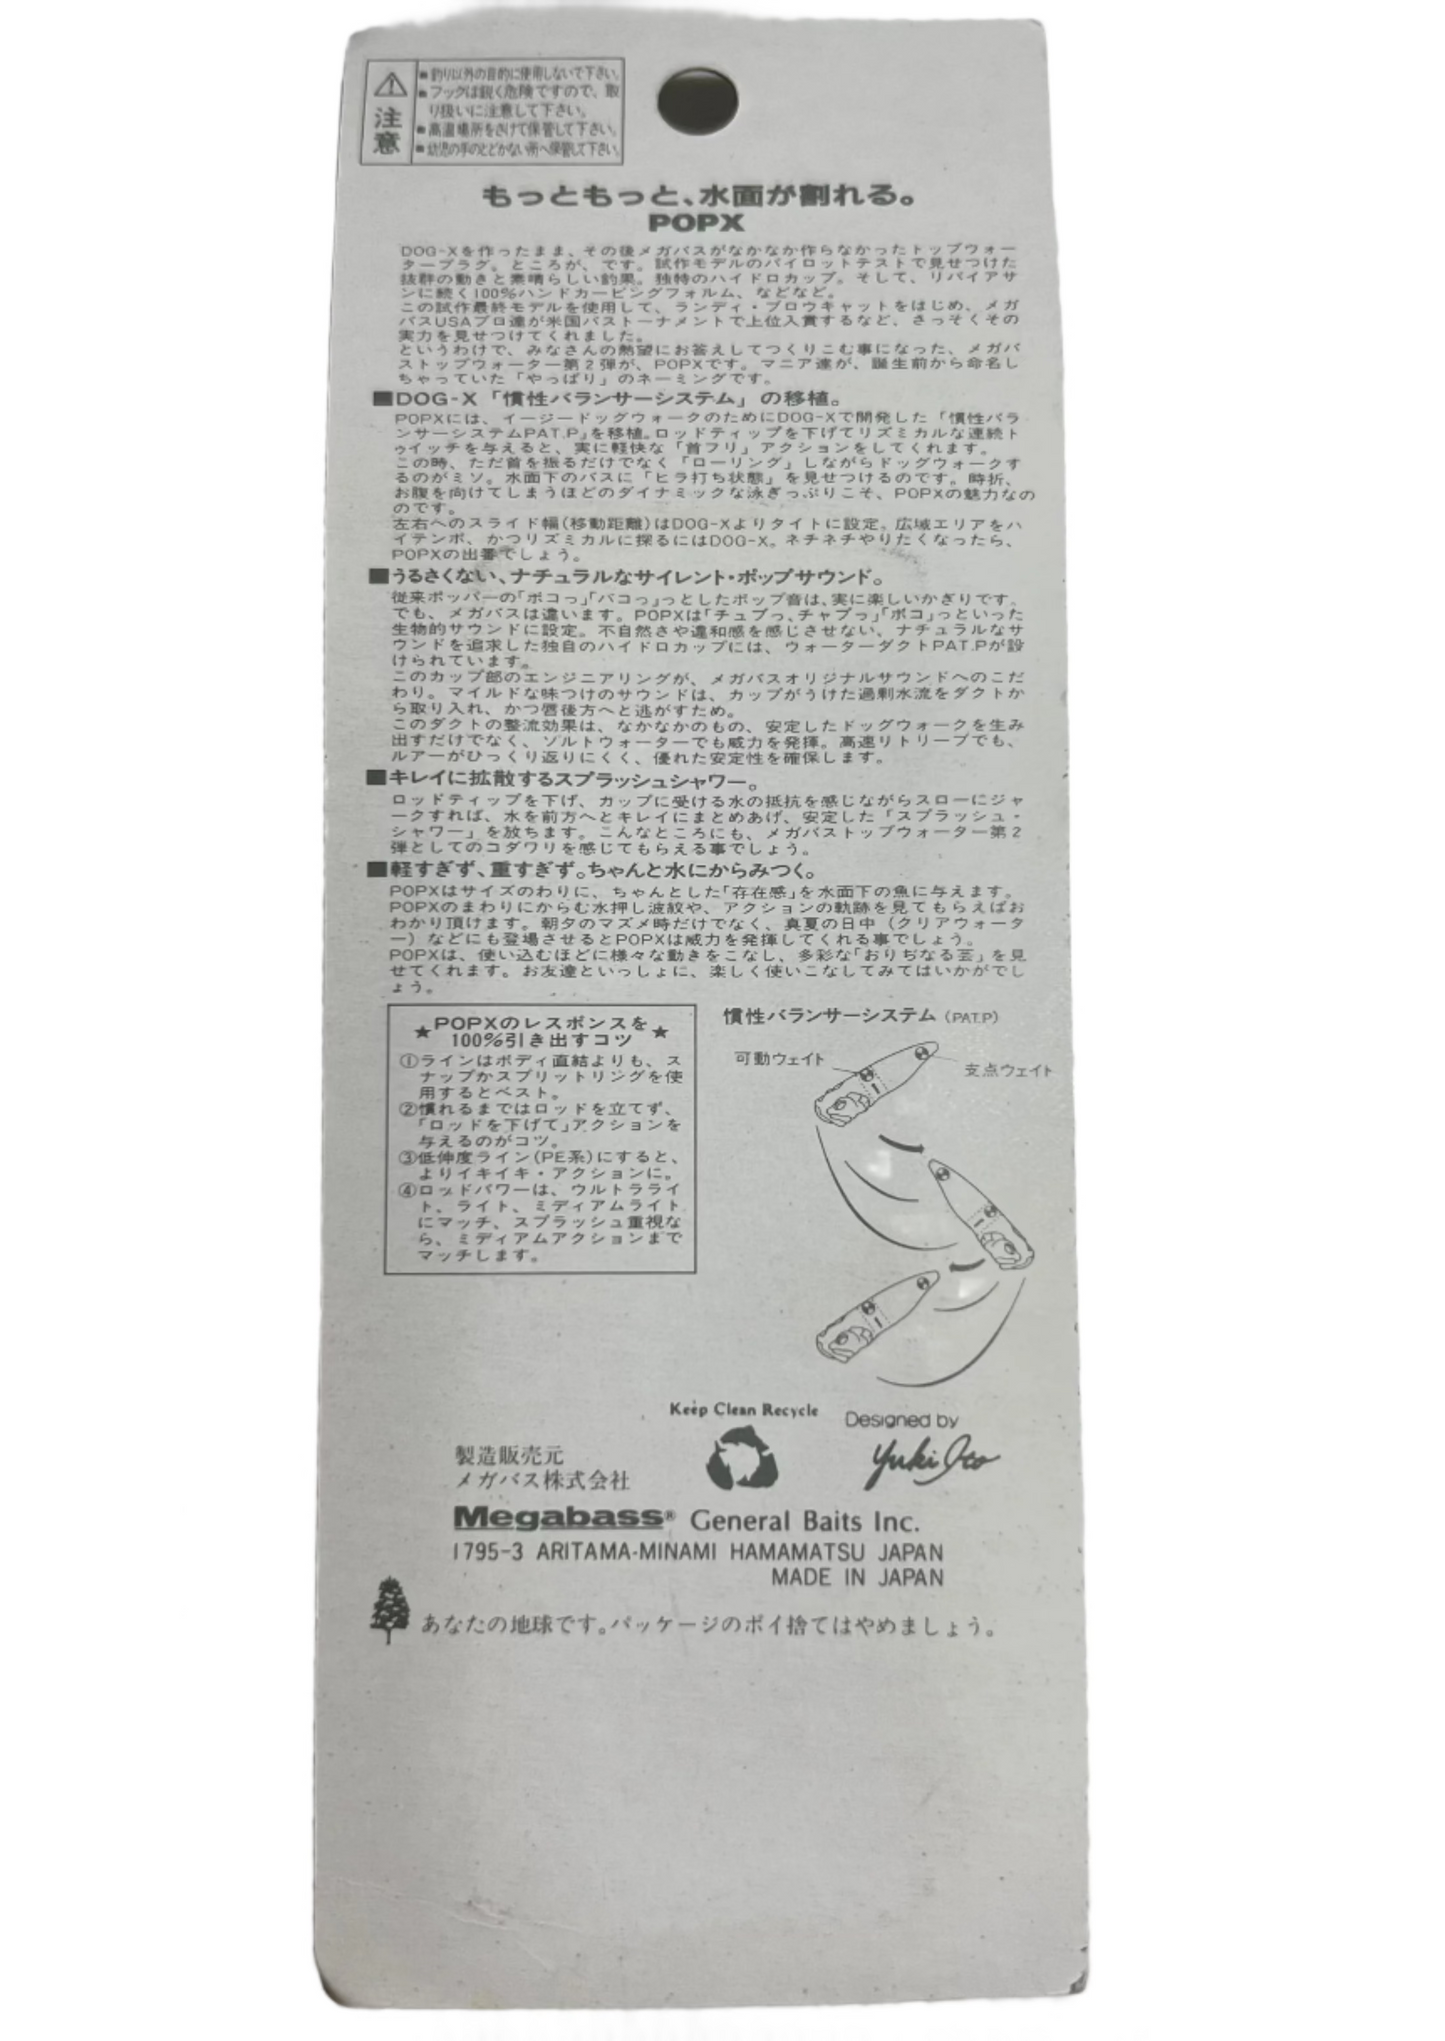 注意
■釣り以外の目的に使用しないで下さい。
■フックは鋭く危険ですので、取
り扱いに注意して下さい。
■高温場所をさけて保管して下さい。
■幼児の手のとどかない所へ保管して下さい。
もっともっと、水面が割れる。
POPX
DOG-Xを作ったまま、その後メガバスがなかなか作らなかったトップウォー
タープラグ。ところが、です。試作モデルのパイロットテストで見せつけた
抜群の動きと素晴らしい釣果。独特のハイドロカップ。そして、リバイアサ
ンに続く100%ハンドカービングフォルム、などなど。
この試作最終モデルを使用して、ランディ・ブロウキャットをはじめ、メガ
バスUSAプロ達が米国バストーナメントで上位入賞するなど、さっそくその
実力を見せつけてくれました。
というわけで、みなさんの熱望にお答えしてつくりこむ事になった、メガバ
ストップウォーター第2弾が、POPXです。マニア達が、誕生前から命名し
ちゃっていた「やっぱり」のネーミングです。
■DOG-X「慣性バランサーシステム」の移植。
POPXには、イージードッグウォークのためにDOG-Xで開発した「慣性バラ
ンサーシステムPAT.P」を移植。ロッドティップを下げてリズミカルな連続ト
ゥイッチを与えると、実に軽快な「首フリ」アクションをしてくれます。
この時、ただ首を振るだけでなく「ローリング」しながらドッグウォークす
るのがミソ。水面下のバスに「ヒラ打ち状態」を見せつけるのです。時折、
お腹を向けてしまうほどのダイナミックな泳ぎっぷりこそ、POPXの魅力なの
のです。
左右へのスライド幅(移動距離)はDOG-Xよりタイトに設定。広域エリアをハ
イテンポ、かつリズミカルに探るにはDOG-X。ネチネチやりたくなったら、
POPXの出番でしょう。
■うるさくない、ナチュラルなサイレント・ポップサウンド。
従来ポッパーの「ポコっ」「バコっ」っとしたポップ音は、実に楽しいかぎりです。
でも、メガバスは違います。POPXは「チュプっ、チャプっ」「ポコ」っといった
生物的サウンドに設定。不自然さや違和感を感じさせない、ナチュラルなサ
ウンドを追求した独自のハイドロカップには、ウォーターダクトPAT.Pが設
けられています。
このカップ部のエンジニアリングが、メガバスオリジナルサウンドへのこだ
わり。マイルドな味つけのサウンドは、カップがうけた過剰水流をダクトか
ら取り入れ、かつ唇後方へと逃がすため。
このダクトの整流効果は、なかなかのもの、安定したドッグウォークを生み
出すだけでなく、ソルトウォーターでも威力を発揮。高速リトリーブでも、
ルアーがひっくり返りにくく、優れた安定性を確保します。
■キレイに拡散するスプラッシュシャワー。
ロッドティップを下げ、カップに受ける水の抵抗を感じながらスローにジャ
ークすれば、水を前方へとキレイにまとめあげ、安定した「スプラッシュ・
シャワー」を放ちます。こんなところにも、メガバストップウォーター第2
弾としてのコダワリを感じてもらえる事でしょう。
■軽すぎず、重すぎず。ちゃんと水にからみつく。
POPXはサイズのわりに、ちゃんとした「存在感」を水面下の魚に与えます。
POPXのまわりにからむ水押し波紋や、アクションの軌跡を見てもらえばお
わかり頂けます。朝夕のマズメ時だけでなく、真夏の日中(クリアウォータ
ー)などにも登場させるとPOPXは威力を発揮してくれる事でしょう。
POPXは、使い込むほどに様々な動きをこなし、多彩な「おりぢなる芸」を見
せてくれます。お友達といっしょに、楽しく使いこなしてみてはいかがでし
ょう。
★POPXのレスポンスを★
100%引き出すコツ
①ラインはボディ直結よりも、ス
ナップかスプリットリングを使
用するとベスト。
②慣れるまではロッドを立てず、
「ロッドを下げて」アクションを
与えるのがコツ。
③低伸度ライン(PE系)にすると、
よりイキイキ・アクションに。
④ロッドパワーは、ウルトラライ
ト、ライト、ミディアムライト
にマッチ、スプラッシュ重視な
ら、ミディアムアクションまで
マッチします。
慣性バランサーシステム(PAT.P)
可動ウェイト
支点ウェイト
Keep Clean Recycle
Designed by
Yuki Ito
製造販売元
メガバス株式会社
Megabass® General Baits Inc.
1795-3 ARITAMA-MINAMI HAMAMATSU JAPAN
MADE IN JAPAN
あなたの地球です。パッケージのポイ捨てはやめましょう。